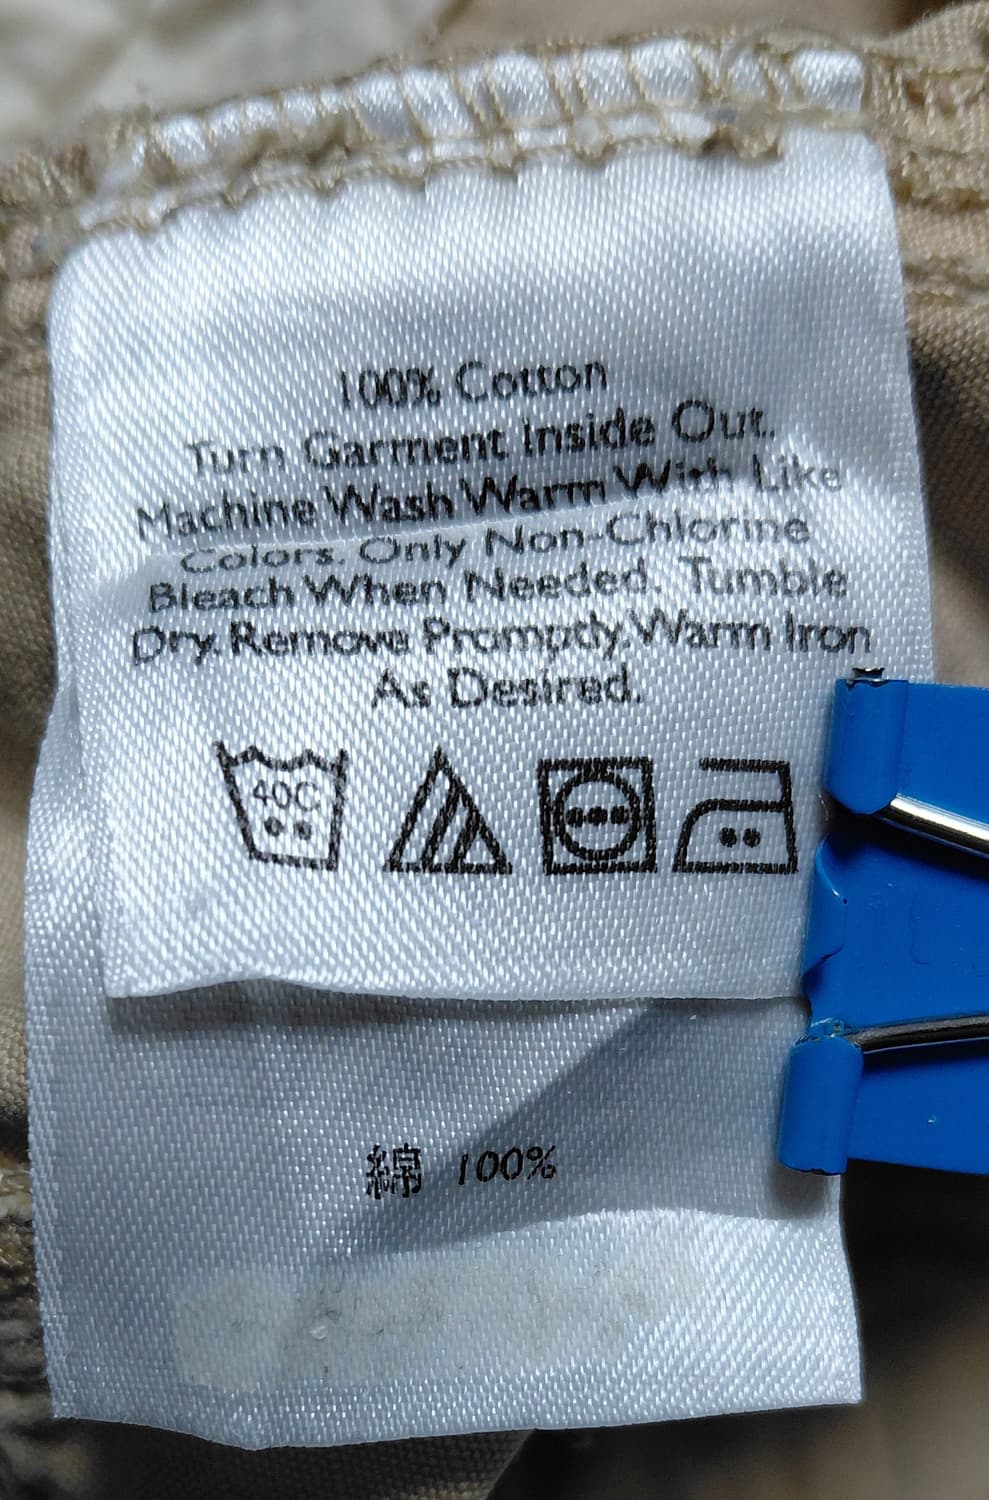 100% Cotton
Turn Garment Inside Out.
Machine Wash Warm With Like
Colors. Only Non-Chlorine
Bleach When Needed. Tumble
Dry. Remove Promptly. Warm Iron
As Desired.
40C
綿 100%